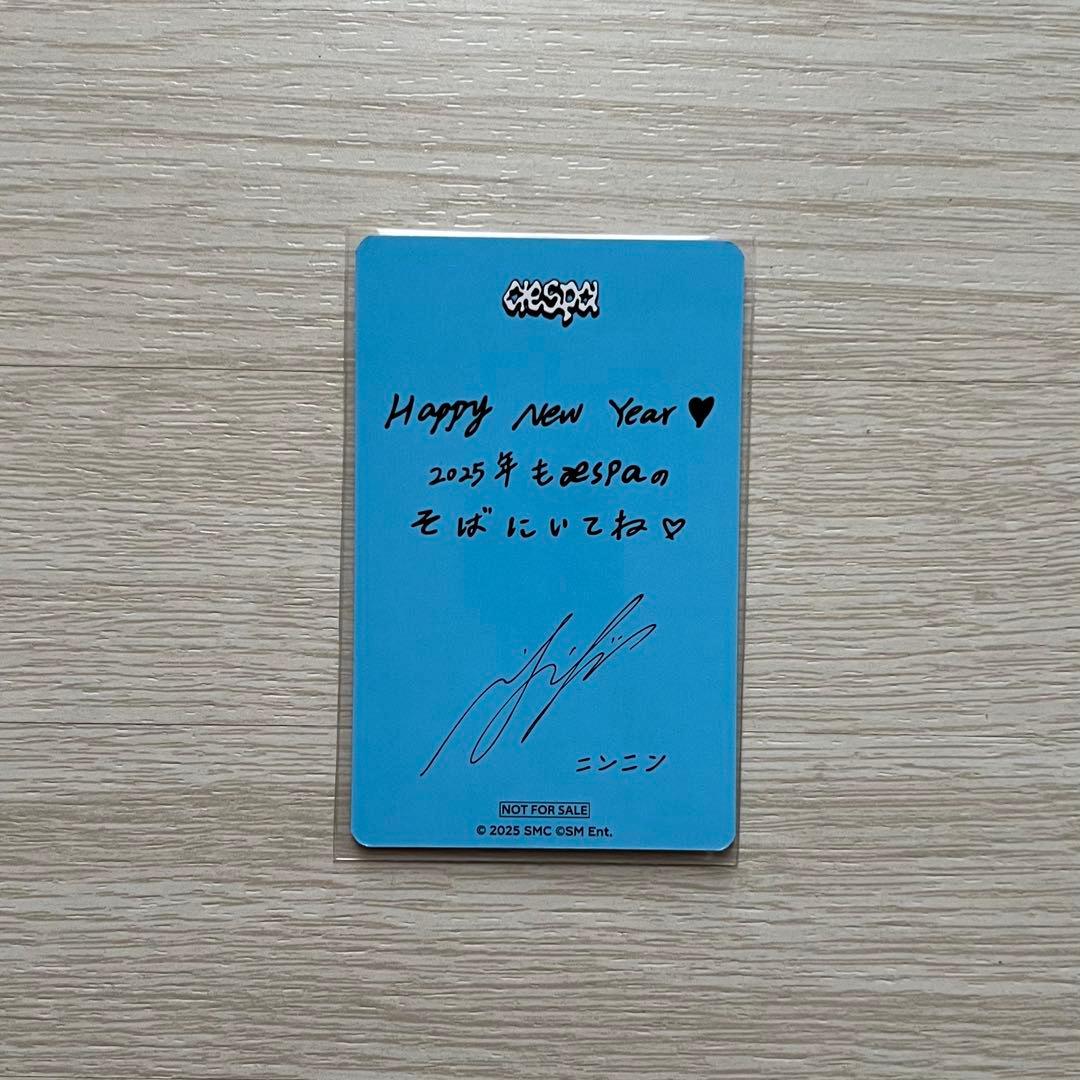 aespa
Happy New Year♥
2025年もæspaの
そばにいてね♡
ニンニン
NOT FOR SALE
© 2025 SMC ©SM Ent.